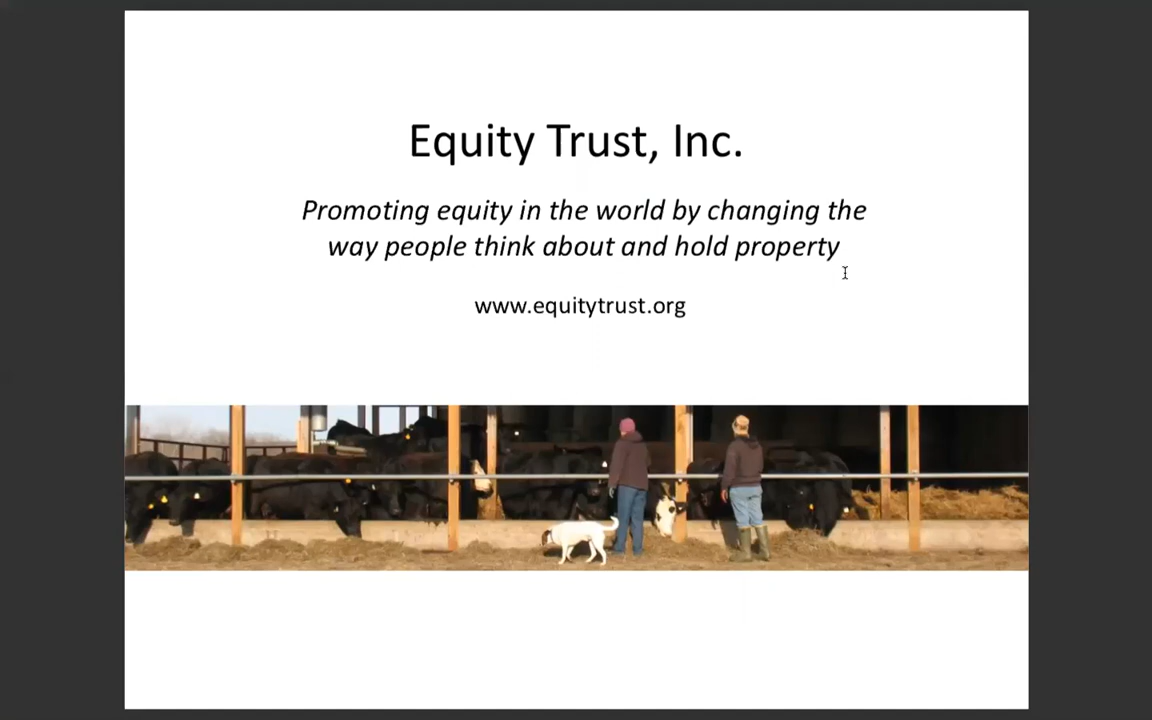 Equity Trust, Inc.
Promoting equity in the world by changing the
way people think about and hold property
www.equitytrust.org